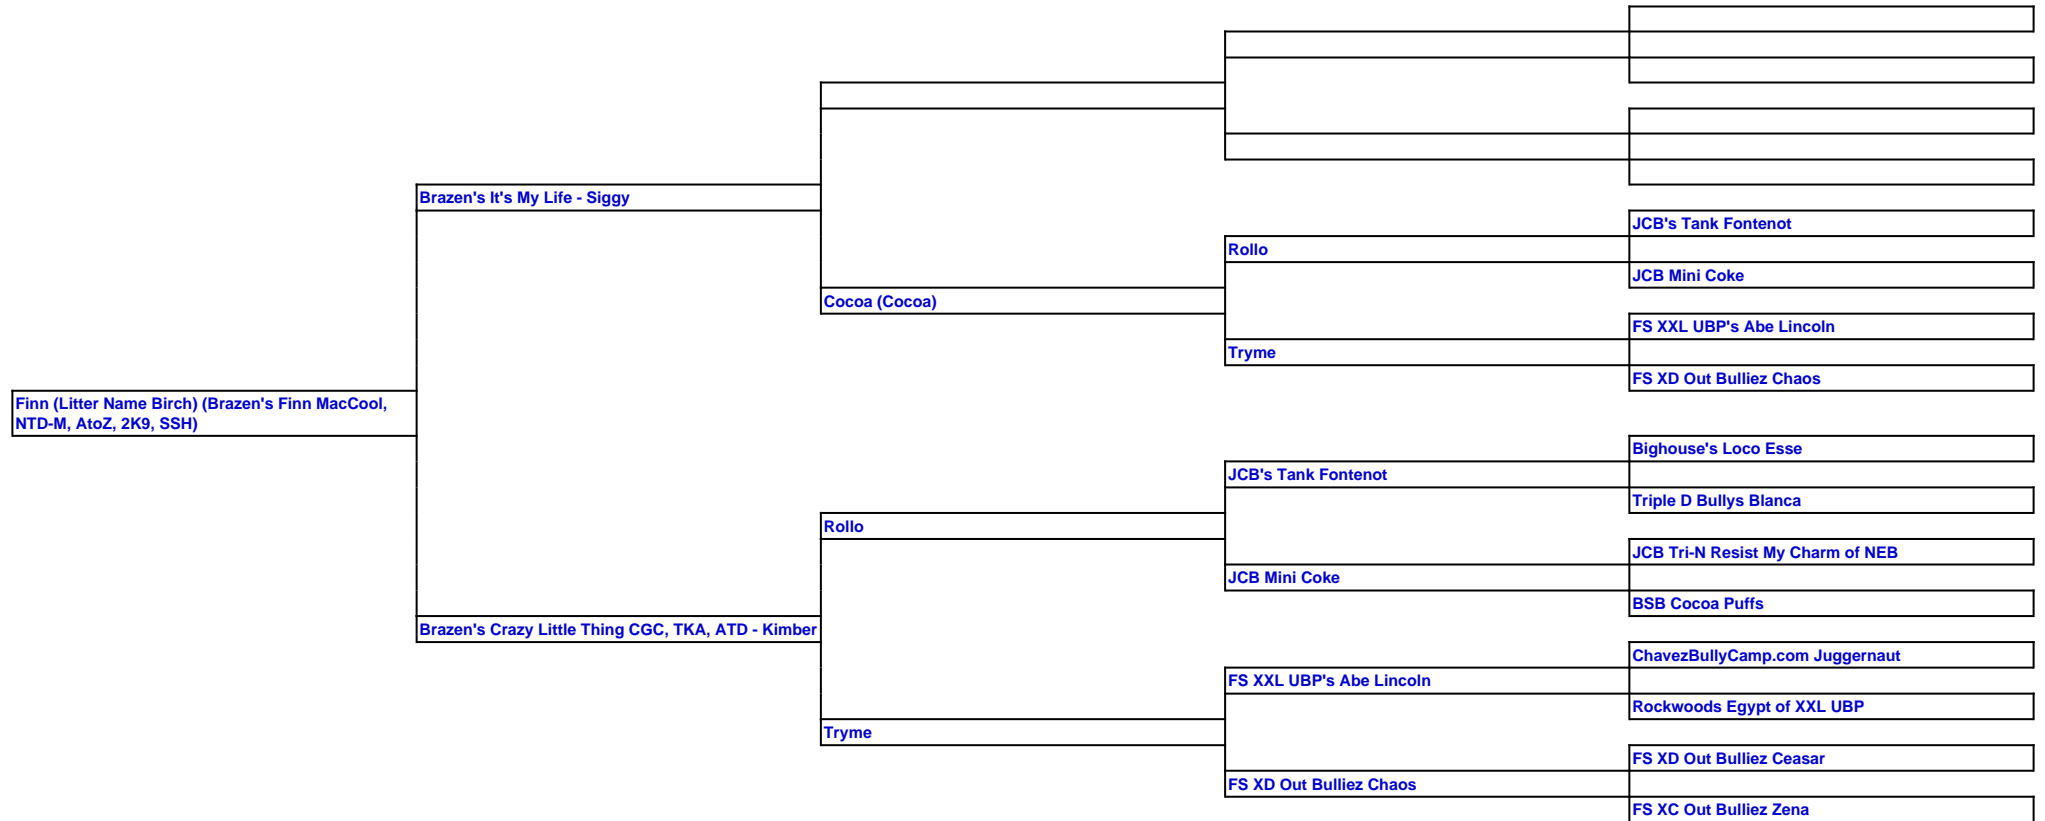 Brazen's It's My Life - Siggy
JCB's Tank Fontenot
Rollo
JCB Mini Coke
Cocoa (Cocoa)
FS XXL UBP's Abe Lincoln
Tryme
FS XD Out Bulliez Chaos
Finn (Litter Name Birch) (Brazen's Finn MacCool,
NTD-M, AtoZ, 2K9, SSH)
Bighouse's Loco Esse
JCB's Tank Fontenot
Triple D Bullys Blanca
Rollo
JCB Tri-N Resist My Charm of NEB
JCB Mini Coke
BSB Cocoa Puffs
Brazen's Crazy Little Thing CGC, TKA, ATD - Kimber
ChavezBullyCamp.com Juggernaut
FS XXL UBP's Abe Lincoln
Rockwoods Egypt of XXL UBP
Tryme
FS XD Out Bulliez Ceasar
FS XD Out Bulliez Chaos
FS XC Out Bulliez Zena